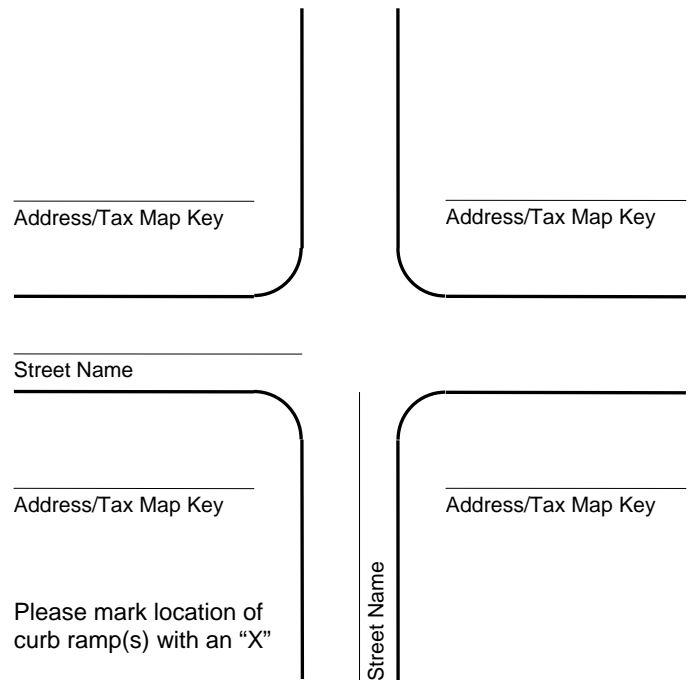 Address/Tax Map Key
Address/Tax Map Key
Street Name
Address/Tax Map Key
Address/Tax Map Key
Please mark location of
curb ramp(s) with an “X”
Street Name